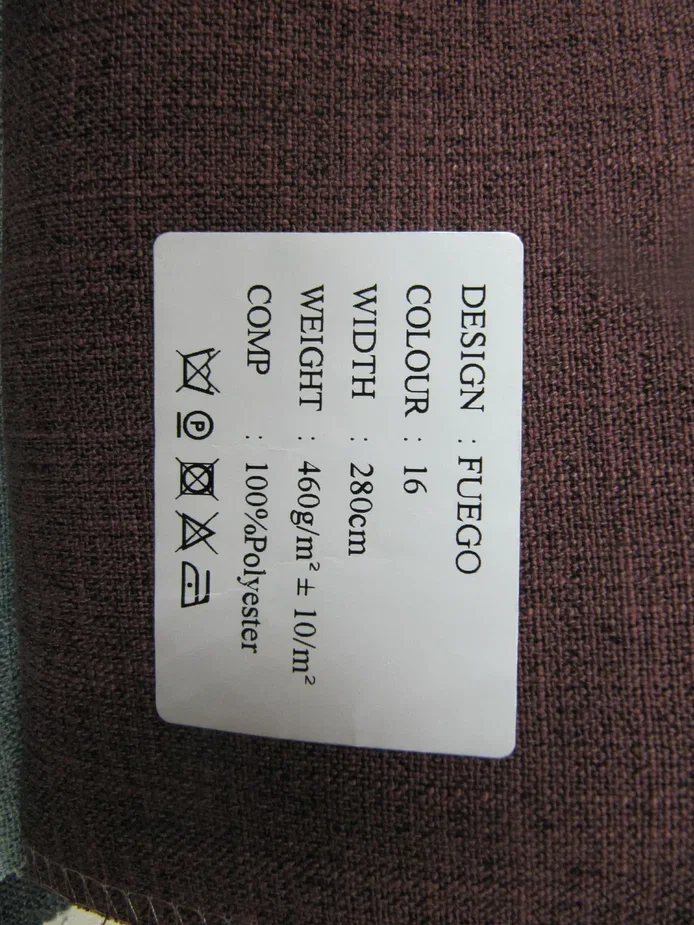 DESIGN : FUEGO
COLOUR : 16
WIDTH : 280cm
WEIGHT : 460g/m² ± 10/m²
COMP : 100%Polyester
P